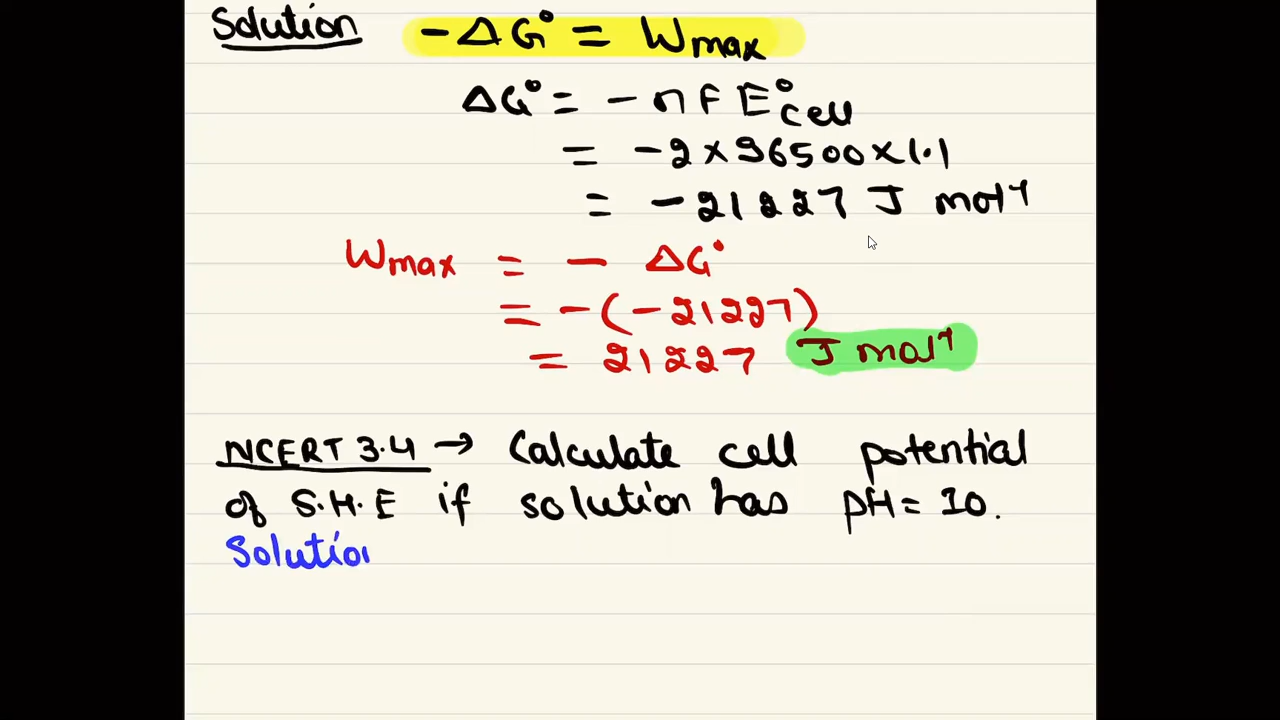 Solution -ΔG° = Wmax
ΔG° = -nFE°cell
= -2×96500×1.1
= -21227 J mol⁻¹
Wmax = - ΔG°
= -(-21227)
= 21227 J mol⁻¹
NCERT 3.4 → Calculate cell potential
of S.H.E if solution has pH = 10.
Solution